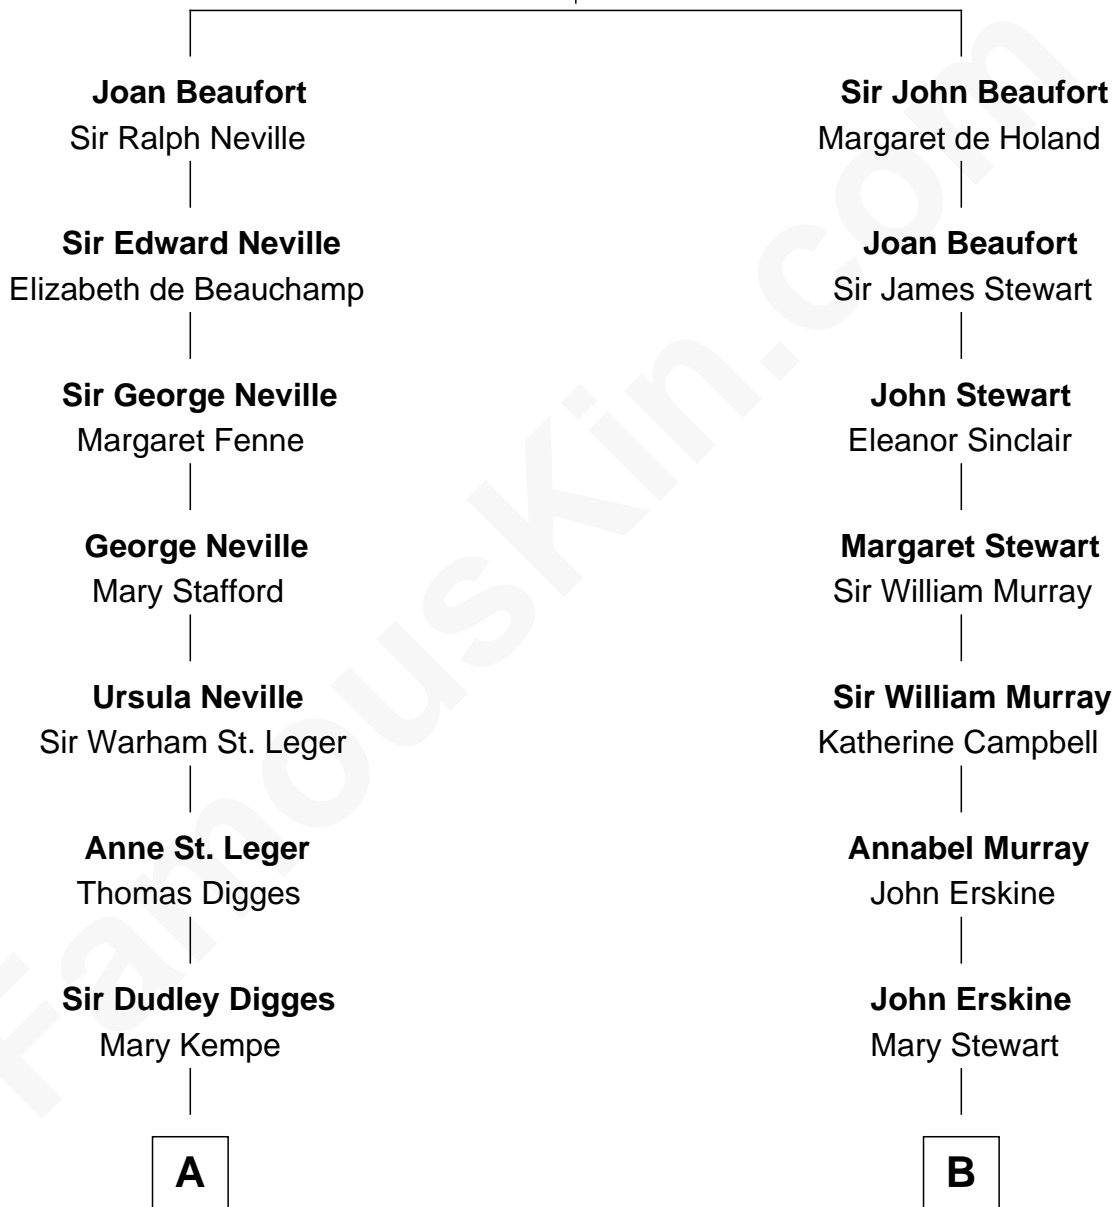 Joan Beaufort
Sir Ralph Neville
Sir Edward Neville
Elizabeth de Beauchamp
Sir George Neville
Margaret Fenne
George Neville
Mary Stafford
Ursula Neville
Sir Warham St. Leger
Anne St. Leger
Thomas Digges
Sir Dudley Digges
Mary Kempe
A
Sir John Beaufort
Margaret de Holand
Joan Beaufort
Sir James Stewart
John Stewart
Eleanor Sinclair
Margaret Stewart
Sir William Murray
Sir William Murray
Katherine Campbell
Annabel Murray
John Erskine
John Erskine
Mary Stewart
B
FamousKin.com